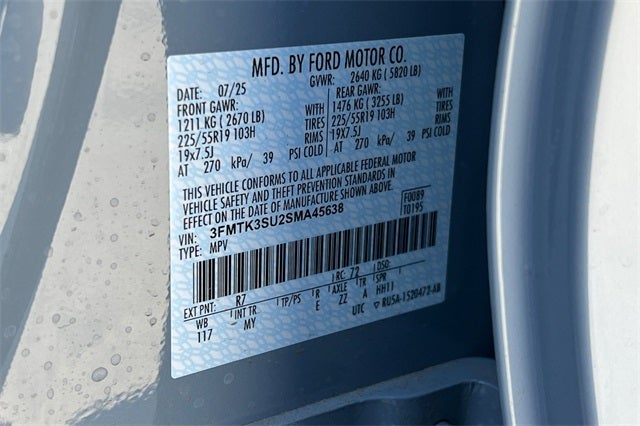 MFD. BY FORD MOTOR CO.
DATE: 07/25 GVWR: 2640 KG ( 5820 LB)
FRONT GAWR: REAR GAWR:
1211 KG ( 2670 LB) WITH 1476 KG ( 3255 LB) WITH
225/55R19 103H TIRES 225/55R19 103H TIRES
19x7.5J RIMS 19x7.5J RIMS
AT 270 kPa/ 39 PSI COLD AT 270 kPa/ 39 PSI COLD
THIS VEHICLE CONFORMS TO ALL APPLICABLE FEDERAL MOTOR
VEHICLE SAFETY AND THEFT PREVENTION STANDARDS IN
EFFECT ON THE DATE OF MANUFACTURE SHOWN ABOVE.
VIN: 3FMTK3SU2SMA45638 F0089
TYPE: MPV T0195
EXT PNT: R7 RC: 72 DSO:
WB INT TR TP/PS R AXLE TR SPR
117 MY E ZZ A HH11
UTC RU5A-1520472-AB